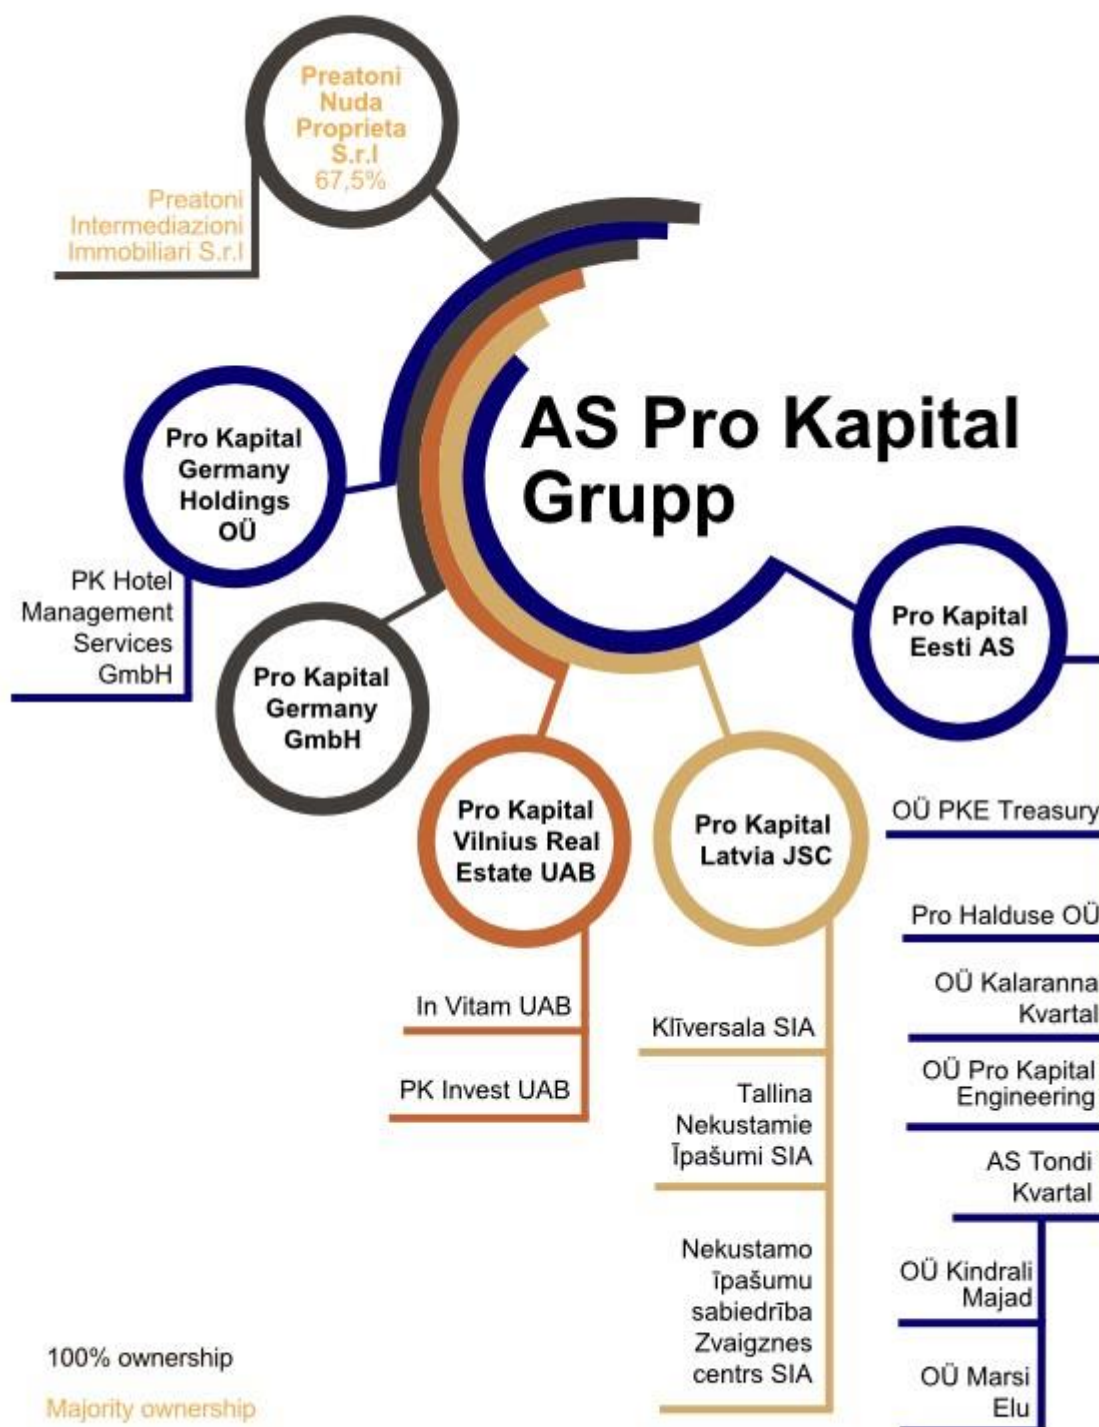 Preatoni
Nuda
Proprieta
S.r.l
67,5%
Preatoni
Intermediazioni
Immobiliari S.r.l
AS Pro Kapital
Grupp
Pro Kapital
Germany
Holdings
OÜ
PK Hotel
Management
Services
GmbH
Pro Kapital
Germany
GmbH
Pro Kapital
Vilnius Real
Estate UAB
In Vitam UAB
PK Invest UAB
Pro Kapital
Latvia JSC
Klīversala SIA
Tallina
Nekustamie
Īpašumi SIA
Nekustamo
īpašumu
sabiedrība
Zvaigznes
centrs SIA
Pro Kapital
Eesti AS
OÜ PKE Treasury
Pro Halduse OÜ
OÜ Kalaranna
Kvartal
OÜ Pro Kapital
Engineering
AS Tondi
Kvartal
OÜ Kindrali
Majad
OÜ Marsi
Elu
100% ownership
Majority ownership